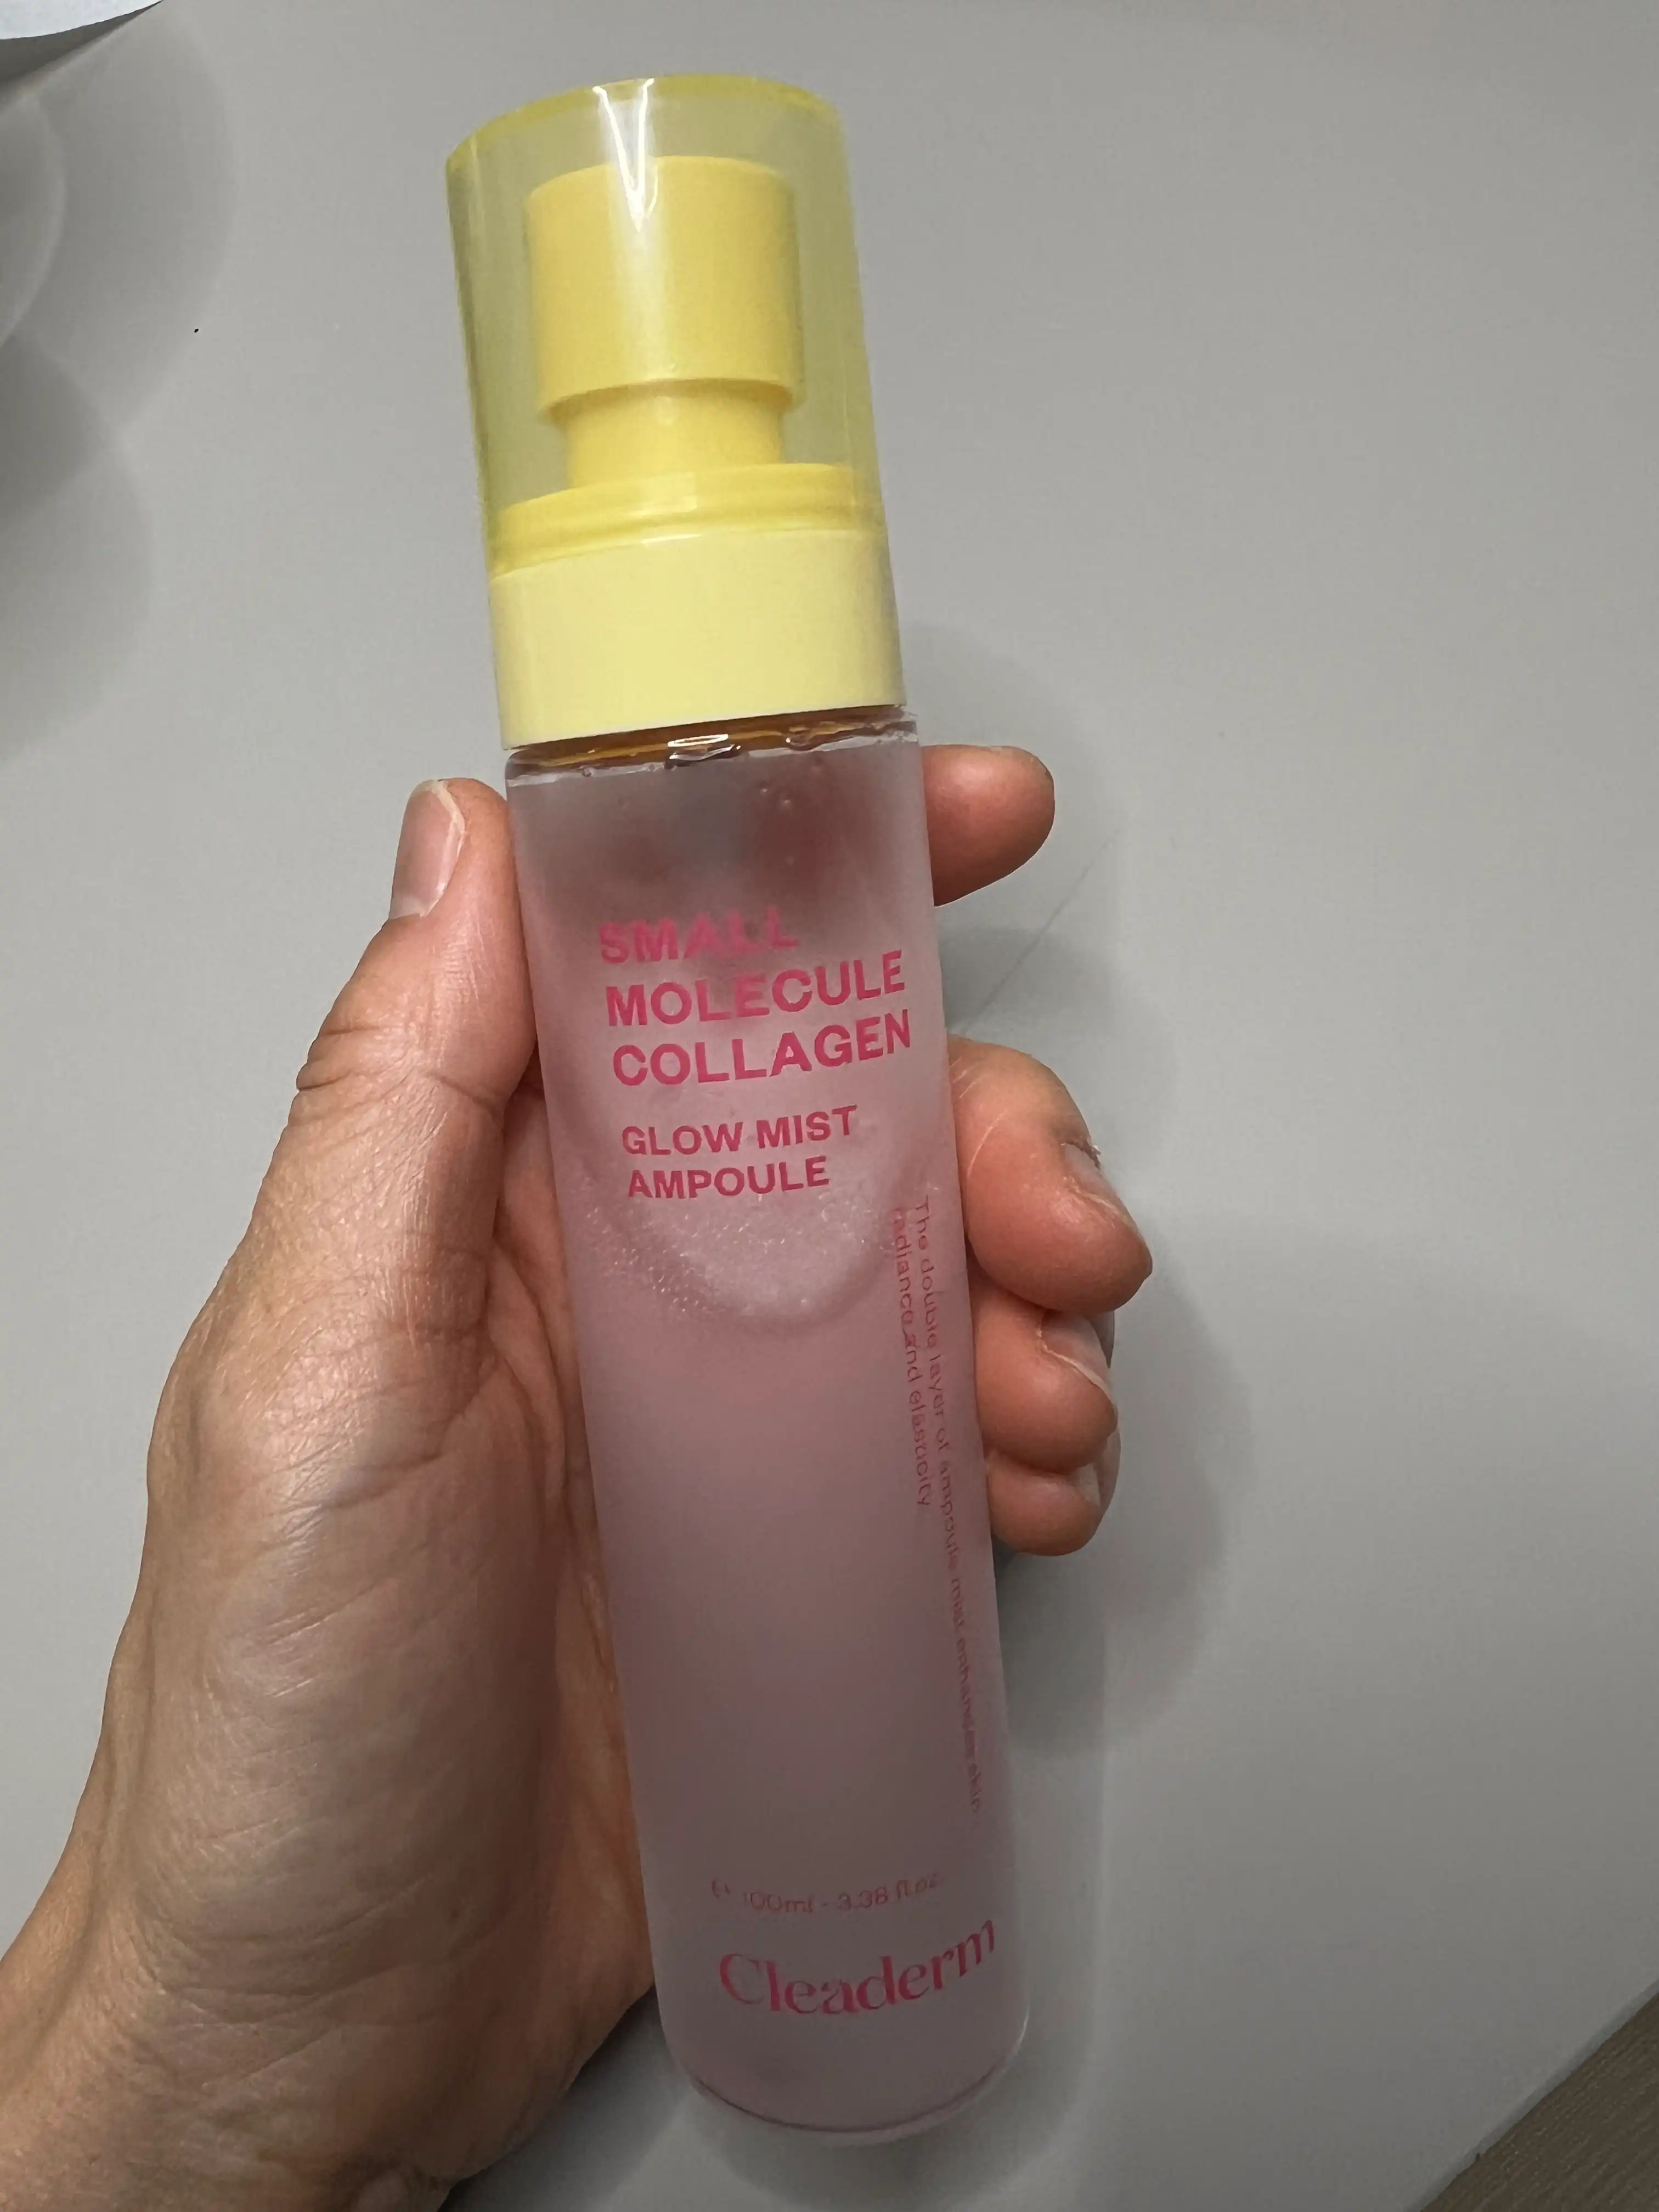 SMALL
MOLECULE
COLLAGEN
GLOW MIST
AMPOULE
The double layer of ampoule mist enhances skin
radiance and elasticity
100ml - 3.38 fl.oz
Cleaderm